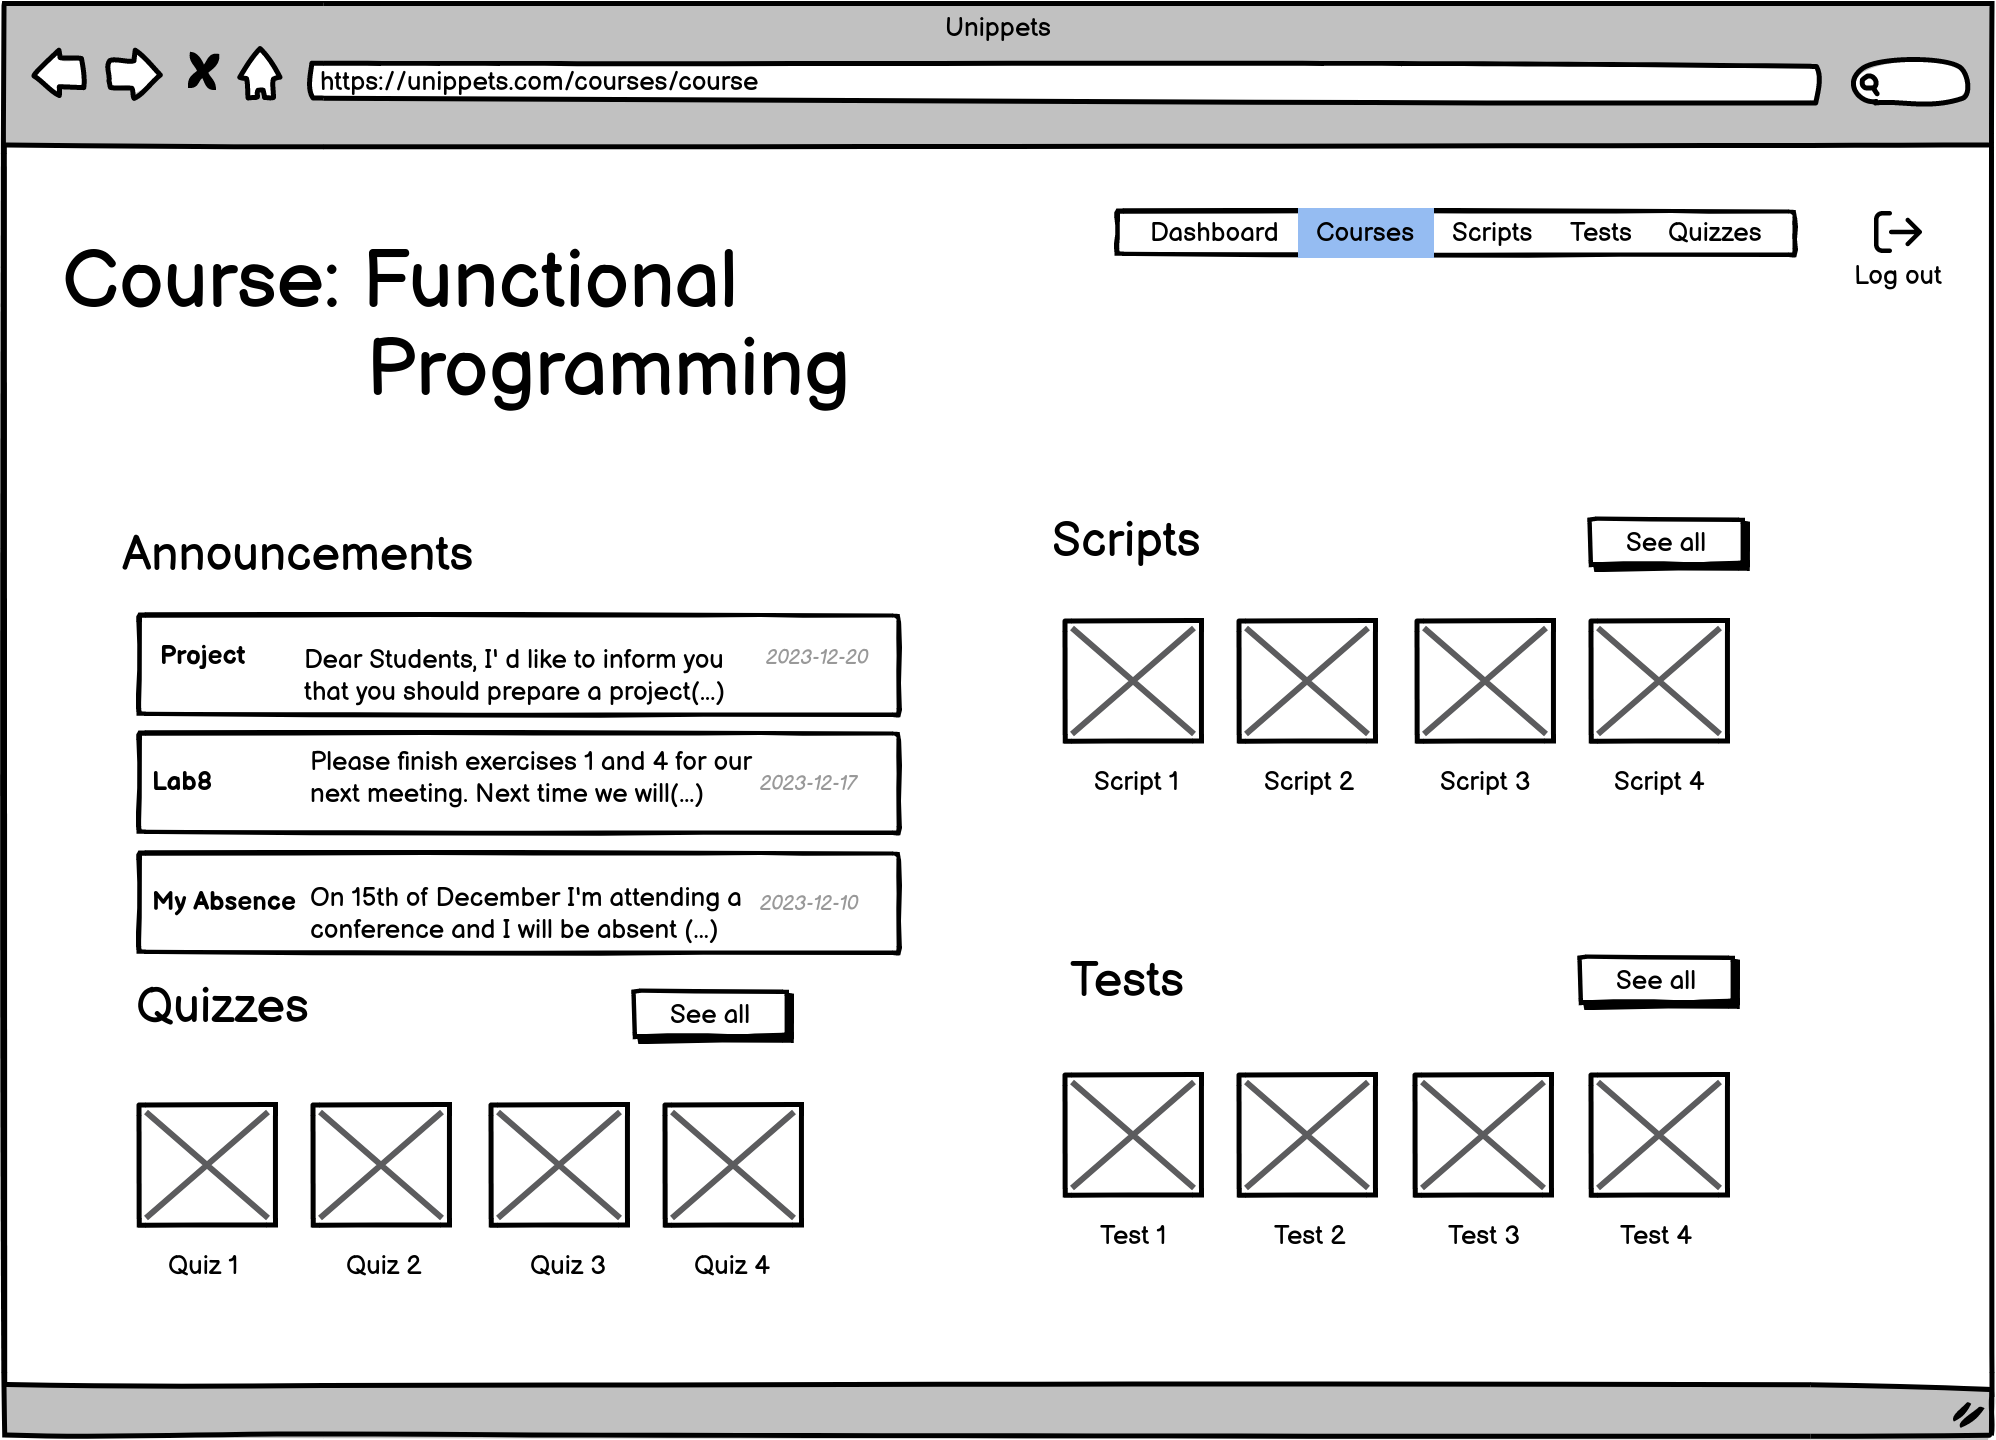 Unippets
https://unippets.com/courses/course
Dashboard Courses Scripts Tests Quizzes
Log out
Course: Functional
Programming
Announcements
Project
Dear Students, I' d like to inform you
that you should prepare a project(...)
2023-12-20
Lab8
Please finish exercises 1 and 4 for our
next meeting. Next time we will(...)
2023-12-17
My Absence
On 15th of December I'm attending a
conference and I will be absent (...)
2023-12-10
Scripts
See all
Script 1 Script 2 Script 3 Script 4
Quizzes
See all
Quiz 1 Quiz 2 Quiz 3 Quiz 4
Tests
See all
Test 1 Test 2 Test 3 Test 4